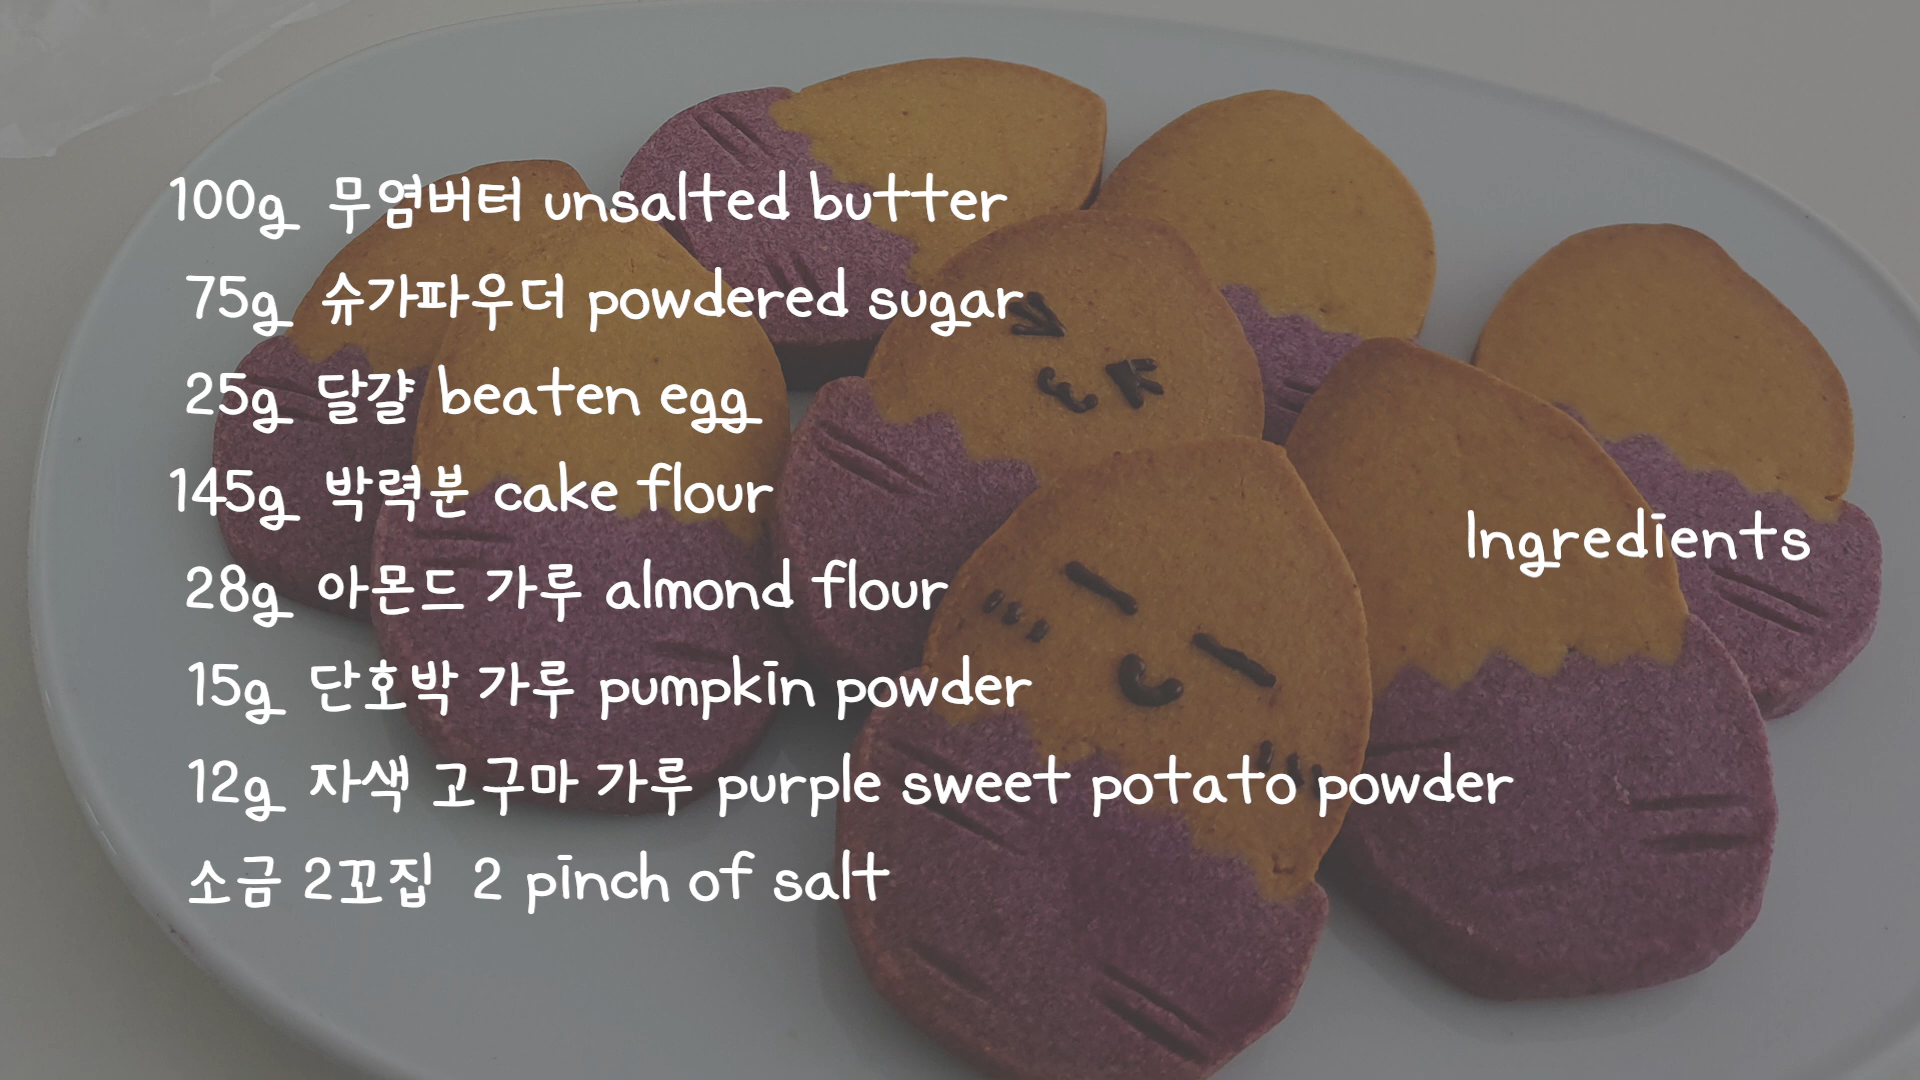 100g 무염버터 unsalted butter
75g 슈가파우더 powdered sugar
25g 달걀 beaten egg
145g 박력분 cake flour
28g 아몬드 가루 almond flour
15g 단호박 가루 pumpkin powder
12g 자색 고구마 가루 purple sweet potato powder
소금 2꼬집 2 pinch of salt
Ingredients